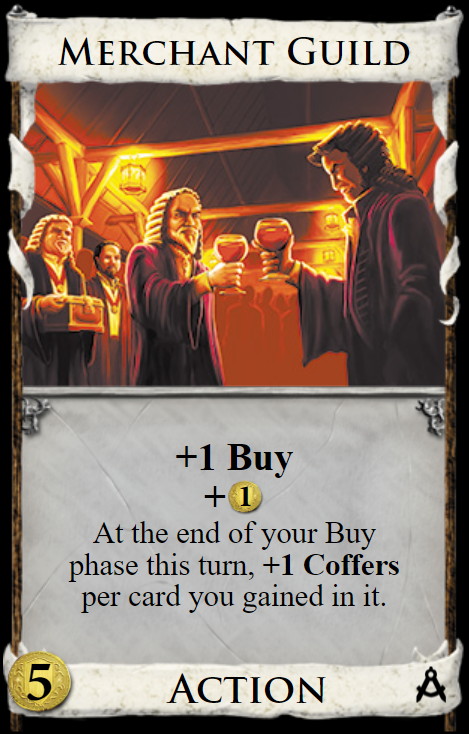 MERCHANT GUILD
+1 Buy
+1
At the end of your Buy
phase this turn, +1 Coffers
per card you gained in it.
5 ACTION